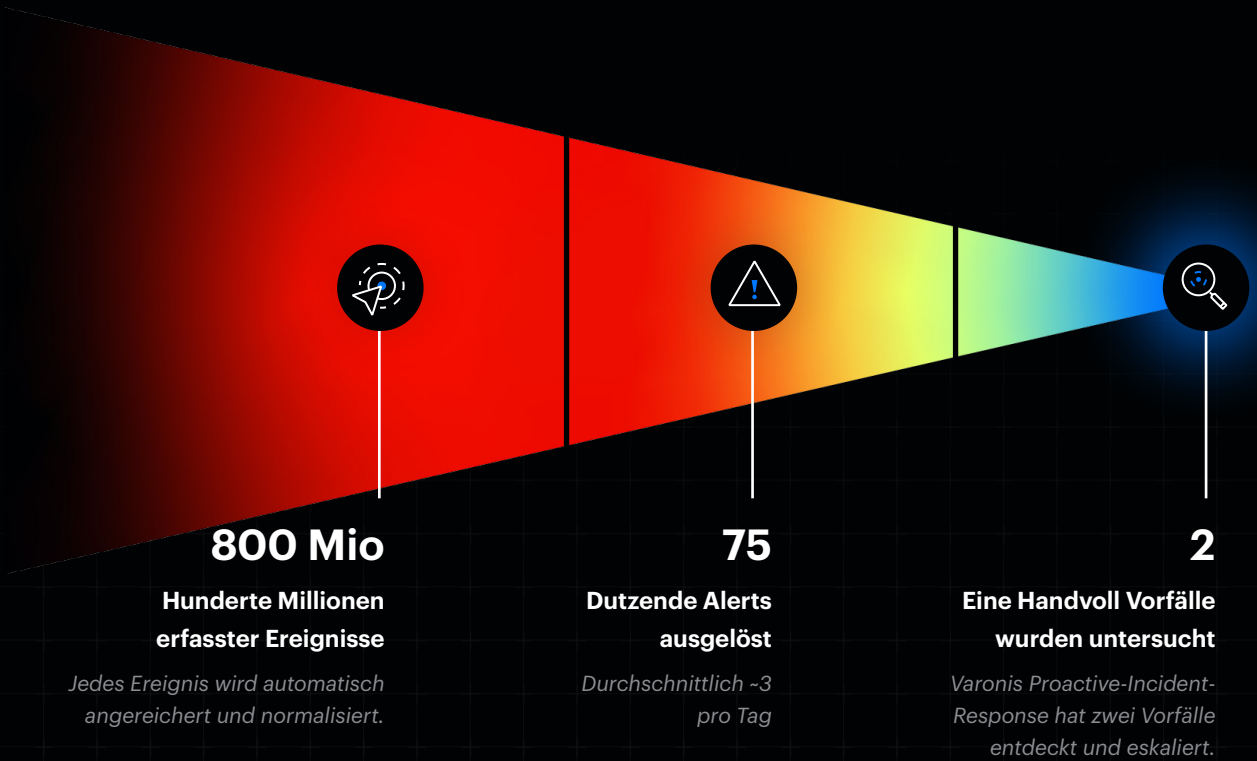 800 Mio
Hunderte Millionen
erfasster Ereignisse
Jedes Ereignis wird automatisch
angereichert und normalisiert.
75
Dutzende Alerts
ausgelöst
Durchschnittlich ~3
pro Tag
2
Eine Handvoll Vorfälle
wurden untersucht
Varonis Proactive-Incident-
Response hat zwei Vorfälle
entdeckt und eskaliert.